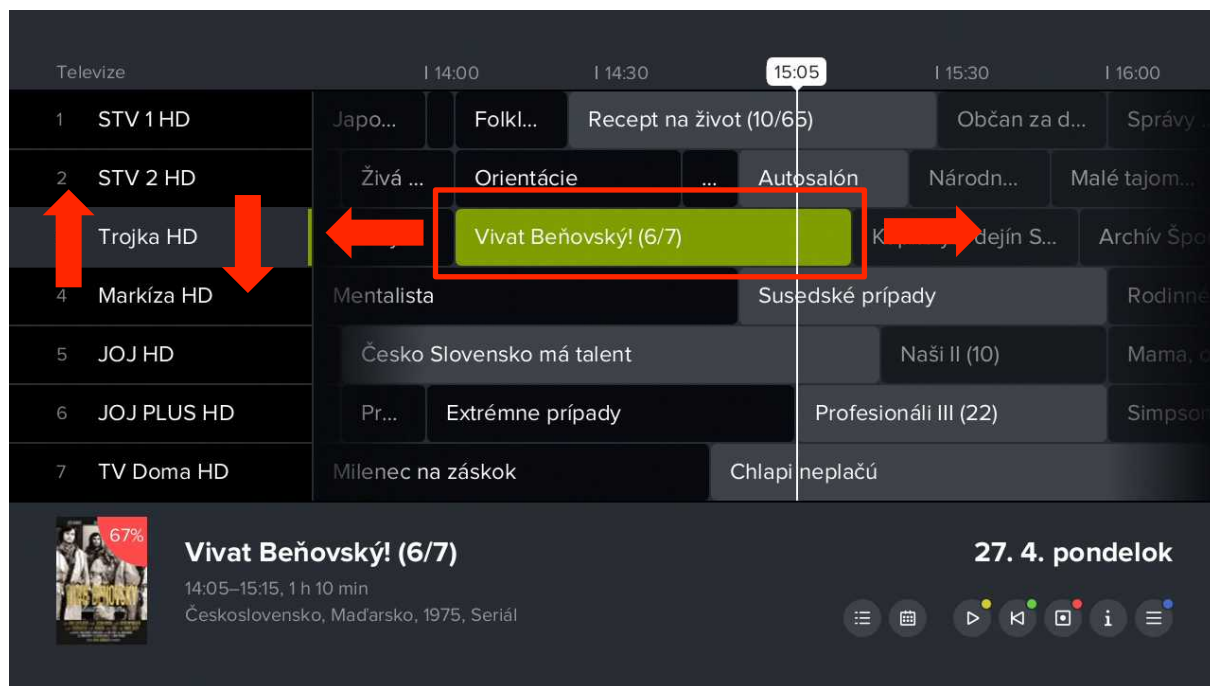 Televize
14:00
14:30
15:05
15:30
16:00
1 STV 1 HD Japo... Folkl... Recept na život (10/65) Občan za d... Správy
2 STV 2 HD Živá ... Orientácie ... Autosalón Národn... Malé tajom...
Trojka HD Vivat Beňovský! (6/7) S... Archív Špo
4 Markíza HD Mentalista Susedské prípady Rodinné
5 JOJ HD Česko Slovensko má talent Naši II (10) Mama,
6 JOJ PLUS HD Pr... Extrémne prípady Profesionáli III (22) Simpson
7 TV Doma HD Milenec na záskok Chlapi neplačú
67%
Vivat Beňovský! (6/7)
27. 4. pondelok
14:05–15:15, 1 h 10 min
Československo, Maďarsko, 1975, Seriál